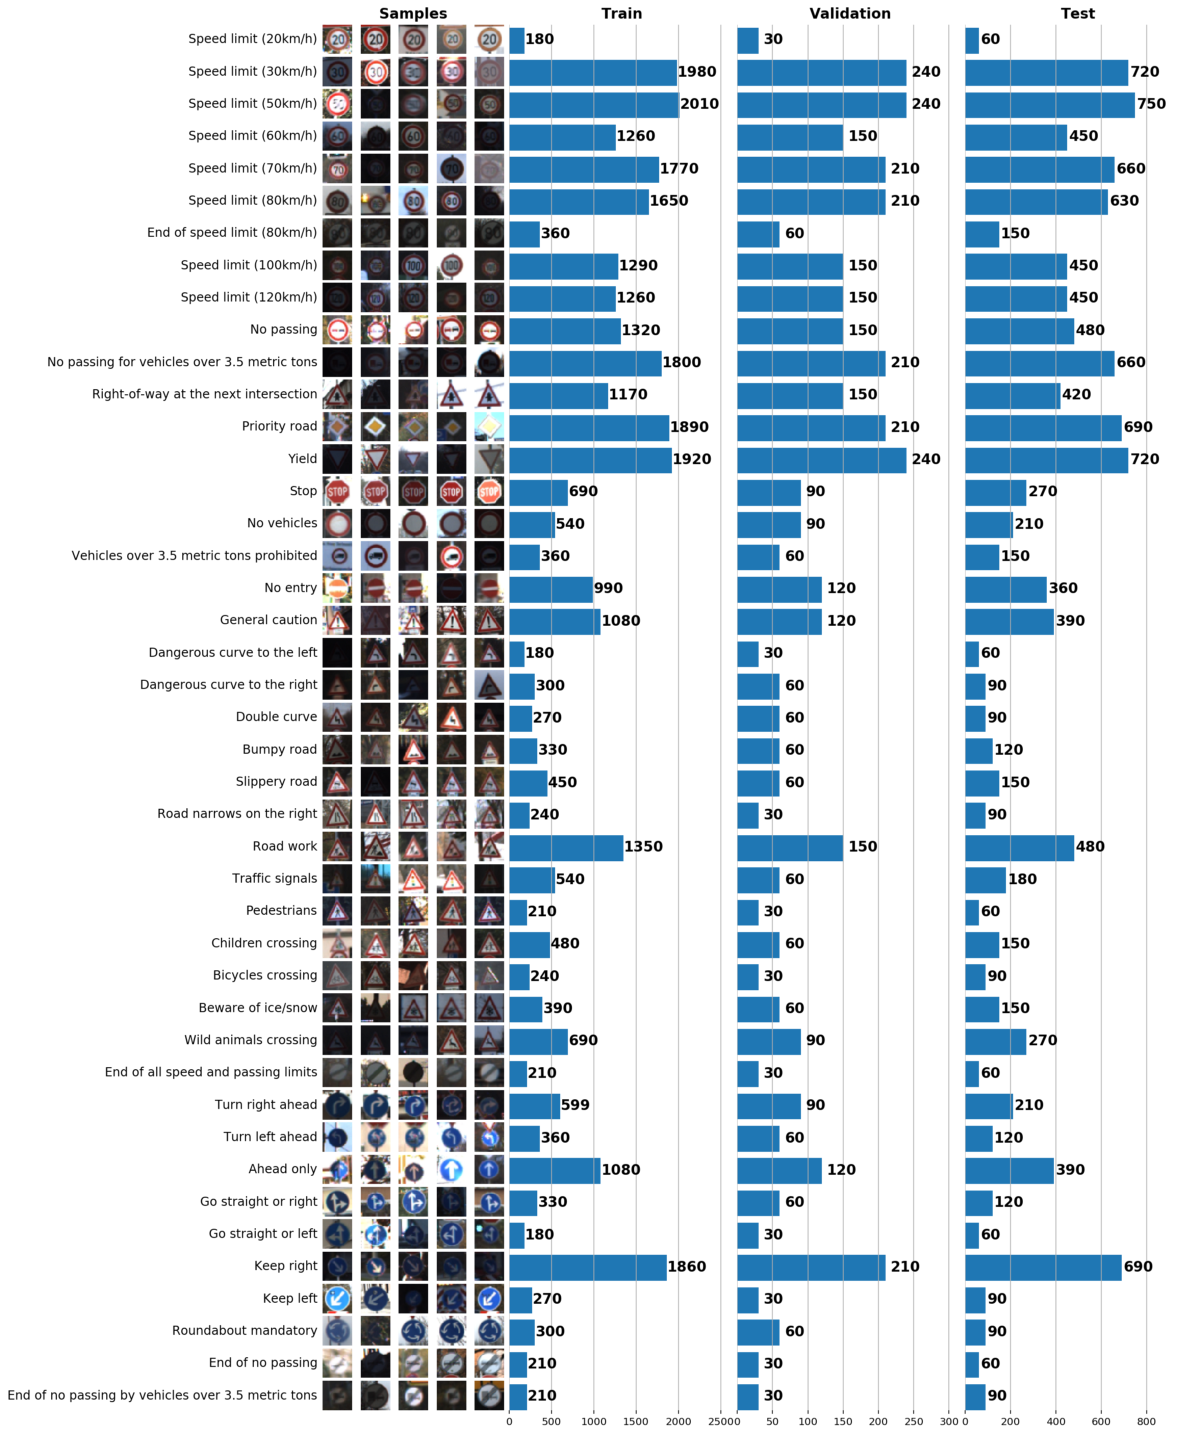 Samples Train Validation Test
Speed limit (20km/h) 180 30 60
Speed limit (30km/h) 1980 240 720
Speed limit (50km/h) 2010 240 750
Speed limit (60km/h) 1260 150 450
Speed limit (70km/h) 1770 210 660
Speed limit (80km/h) 1650 210 630
End of speed limit (80km/h) 360 60 150
Speed limit (100km/h) 1290 150 450
Speed limit (120km/h) 1260 150 450
No passing 1320 150 480
No passing for vehicles over 3.5 metric tons 1800 210 660
Right-of-way at the next intersection 1170 150 420
Priority road 1890 210 690
Yield 1920 240 720
Stop 690 90 270
No vehicles 540 90 210
Vehicles over 3.5 metric tons prohibited 360 60 150
No entry 990 120 360
General caution 1080 120 390
Dangerous curve to the left 180 30 60
Dangerous curve to the right 300 60 90
Double curve 270 60 90
Bumpy road 330 60 120
Slippery road 450 60 150
Road narrows on the right 240 30 90
Road work 1350 150 480
Traffic signals 540 60 180
Pedestrians 210 30 60
Children crossing 480 60 150
Bicycles crossing 240 30 90
Beware of ice/snow 390 60 150
Wild animals crossing 690 90 270
End of all speed and passing limits 210 30 60
Turn right ahead 599 90 210
Turn left ahead 360 60 120
Ahead only 1080 120 390
Go straight or right 330 60 120
Go straight or left 180 30 60
Keep right 1860 210 690
Keep left 270 30 90
Roundabout mandatory 300 60 90
End of no passing 210 30 60
End of no passing by vehicles over 3.5 metric tons 210 30 90
0 500 1000 1500 2000 2500 0 50 100 150 200 250 300 0 200 400 600 800